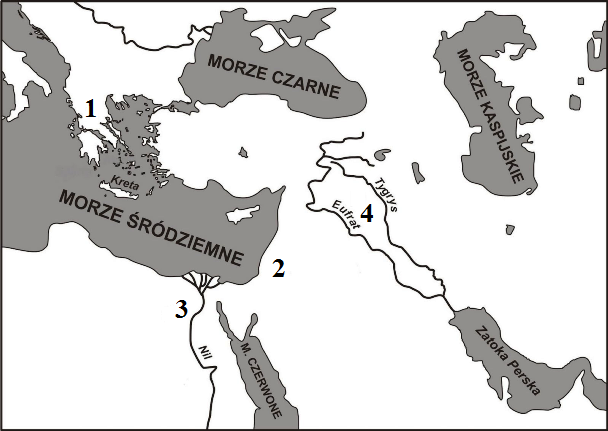 MORZE CZARNE
MORZE KASPIJSKIE
1
Kreta
MORZE ŚRÓDZIEMNE
Tygrys
Eufrat
4
2
3
Nil
M. CZERWONE
Zatoka Perska